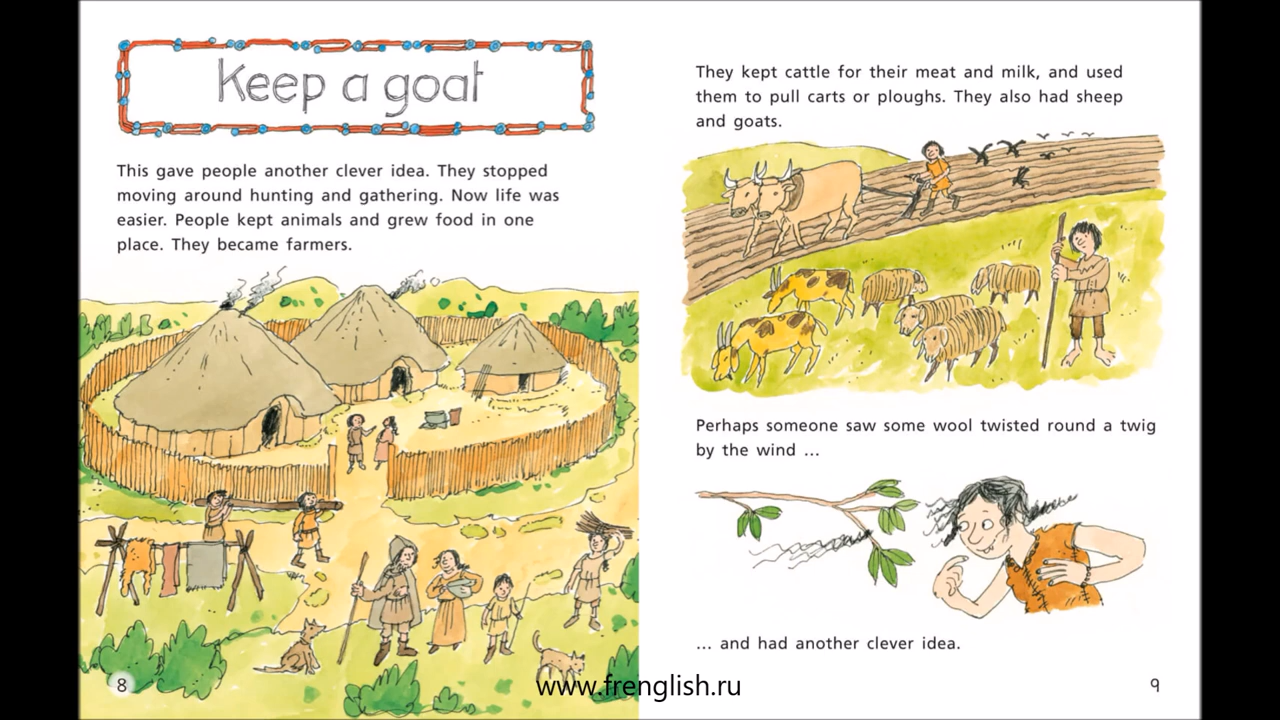 Keep a goat
This gave people another clever idea. They stopped
moving around hunting and gathering. Now life was
easier. People kept animals and grew food in one
place. They became farmers.
8
They kept cattle for their meat and milk, and used
them to pull carts or ploughs. They also had sheep
and goats.
Perhaps someone saw some wool twisted round a twig
by the wind ...
... and had another clever idea.
www.frenglish.ru
9